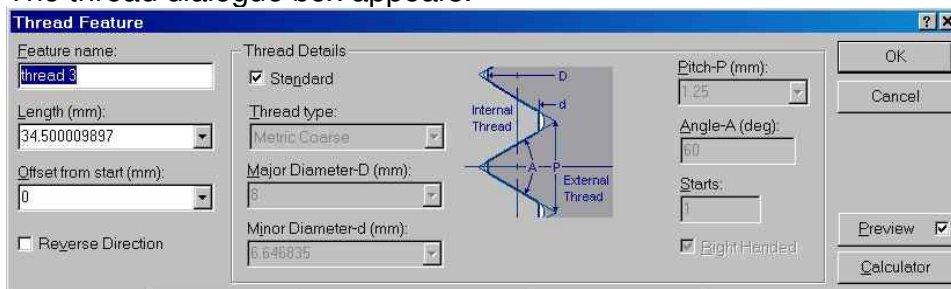 The thread dialogue box appears.
Thread Feature
Feature name:
thread 3
Length (mm):
34.500009897
Offset from start (mm):
0
Reverse Direction
Thread Details
Standard
Thread type:
Metric Coarse
Major Diameter-D (mm):
8
Minor Diameter-d (mm):
6.646835
D
d
Internal
Thread
A
P
External
Thread
Pitch-P (mm):
1.25
Angle-A (deg):
60
Starts:
1
Right Handed
OK
Cancel
Preview
Calculator